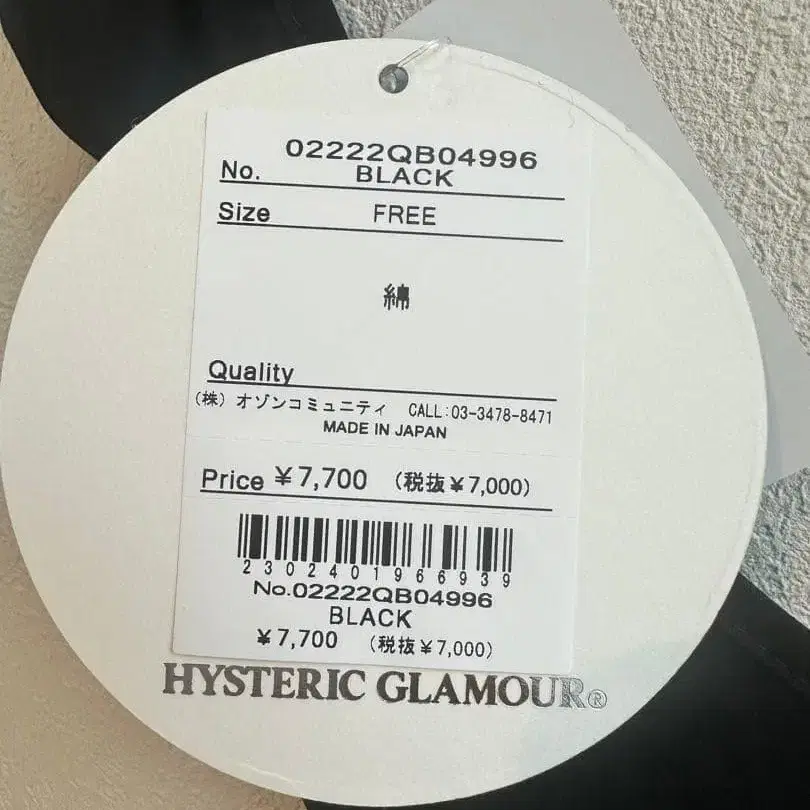 02222QB04996
No. BLACK
Size FREE
綿
Quality
(株) オゾンコミュニティ CALL:03-3478-8471
MADE IN JAPAN
Price ¥7,700 (税抜¥7,000)
2302401966939
No.02222QB04996
BLACK
¥7,700 (税抜¥7,000)
HYSTERIC GLAMOUR®